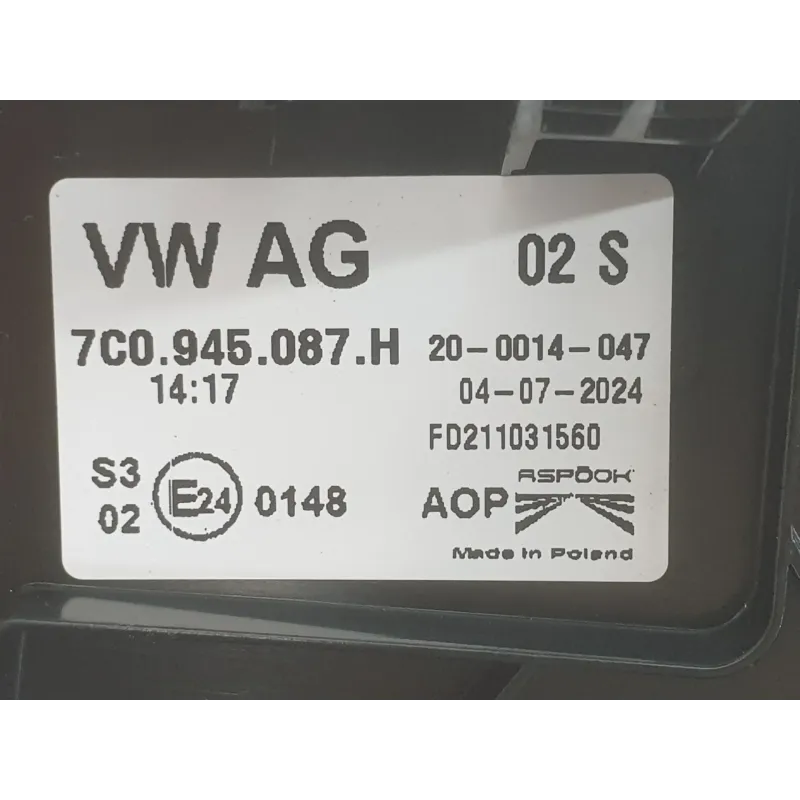 VW AG 02 S
7C0.945.087.H 20-0014-047
14:17 04-07-2024
FD211031560
S3
02 E24 0148
ASPÖCK
AOP
Made in Poland